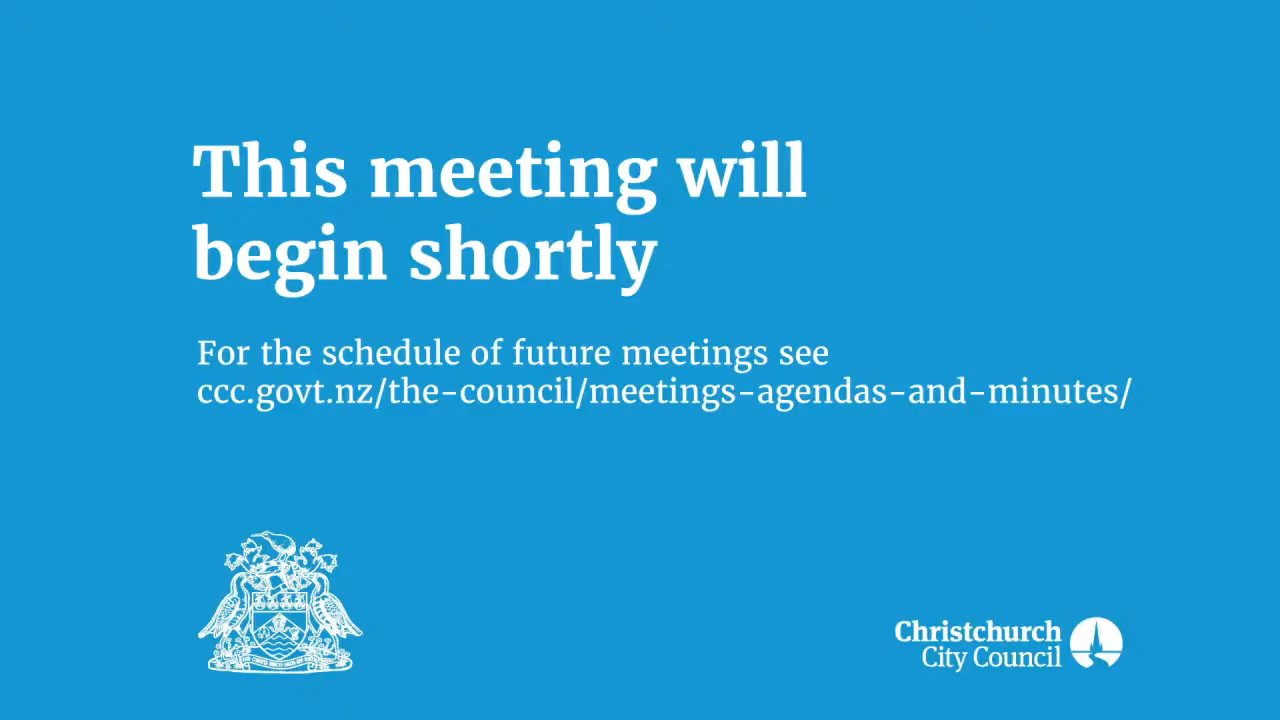 This meeting will
begin shortly
For the schedule of future meetings see
ccc.govt.nz/the-council/meetings-agendas-and-minutes/
Christchurch
City Council